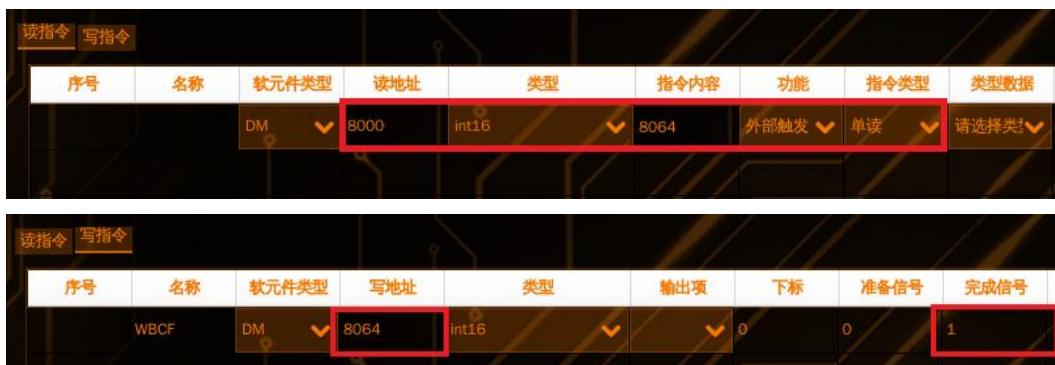 读指令 写指令
序号 名称 软元件类型 读地址 类型 指令内容 功能 指令类型 类型数据
DM 8000 int16 8064 外部触发 单读 请选择类
读指令 写指令
序号 名称 软元件类型 写地址 类型 输出项 下标 准备信号 完成信号
WBCF DM 8064 int16 0 0 1